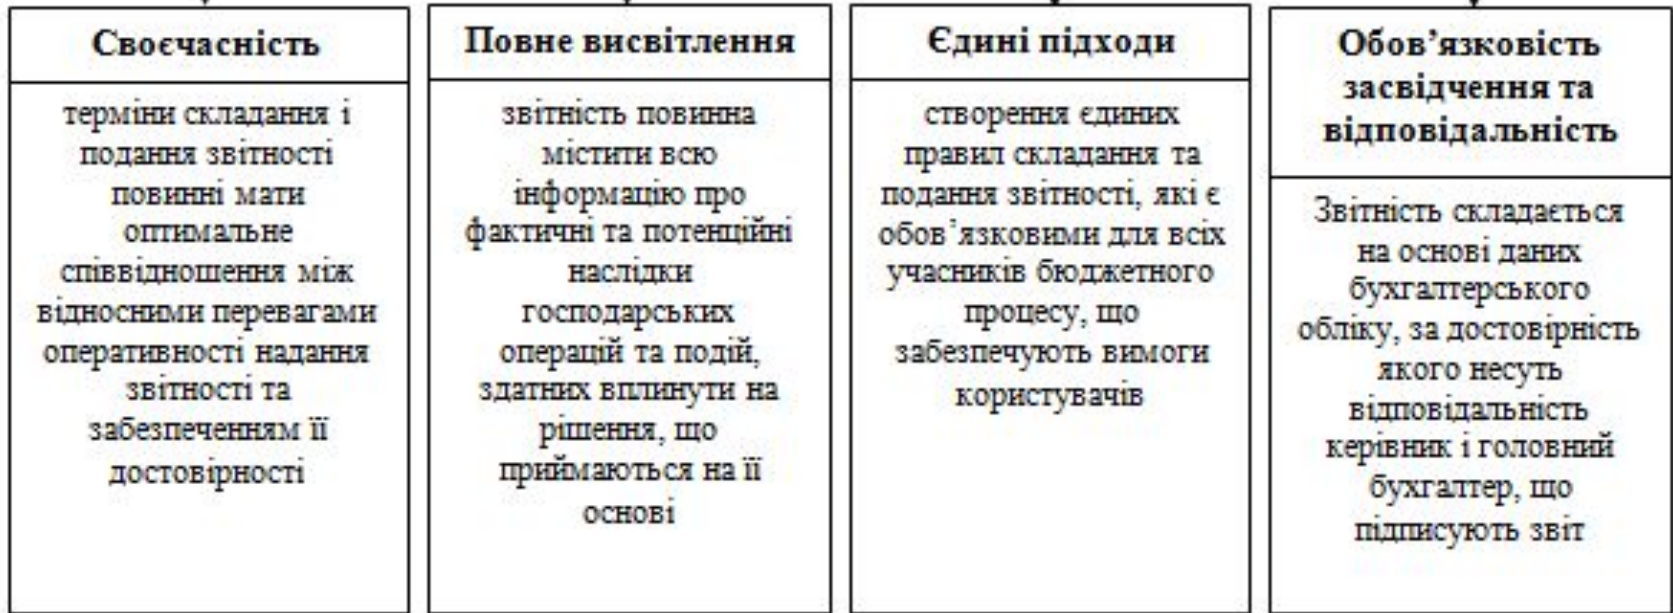 Своєчасність
терміни складання і
подання звітності
повинні мати
оптимальне
співвідношення між
відносними перевагами
оперативності надання
звітності та
забезпеченням її
достовірності
Повне висвітлення
звітність повинна
містити всю
інформацію про
фактичні та потенційні
наслідки
господарських
операцій та подій,
здатних вплинути на
рішення, що
приймаються на її
основі
Єдині підходи
створення єдиних
правил складання та
подання звітності, які є
обов’язковими для всіх
учасників бюджетного
процесу, що
забезпечують вимоги
користувачів
Обов’язковість
засвідчення та
відповідальність
Звітність складається
на основі даних
бухгалтерського
обліку, за достовірність
якого несуть
відповідальність
керівник і головний
бухгалтер, що
підписують звіт